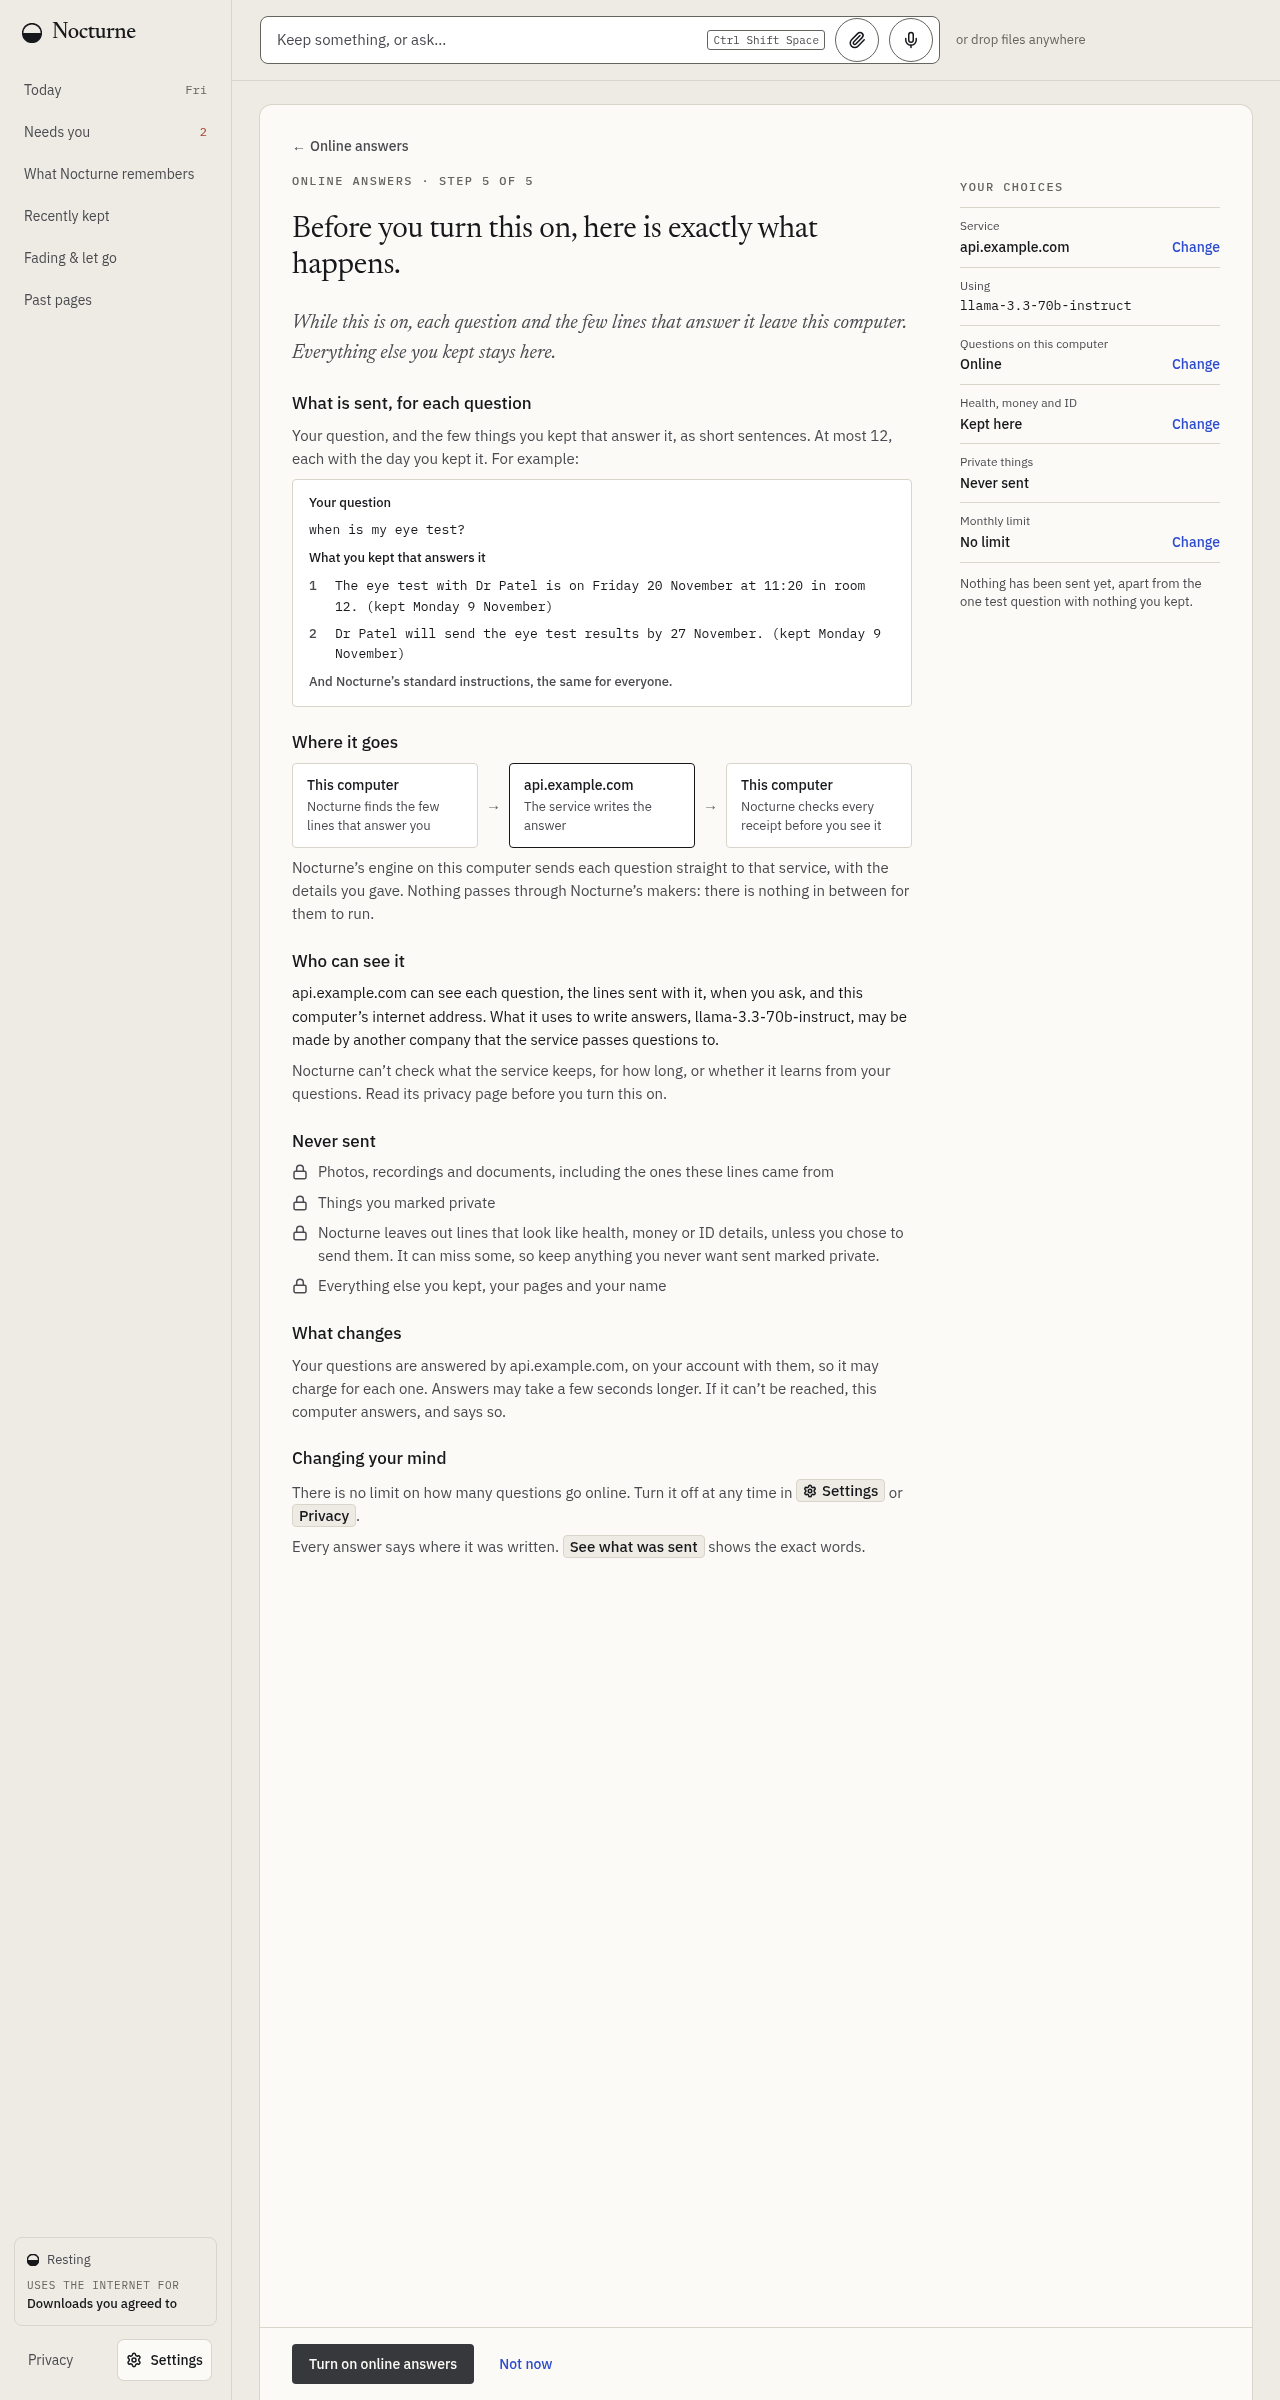 Nocturne
Today Fri
Needs you 2
What Nocturne remembers
Recently kept
Fading & let go
Past pages
Keep something, or ask… Ctrl Shift Space or drop files anywhere
← Online answers
ONLINE ANSWERS · STEP 5 OF 5
Before you turn this on, here is exactly what
happens.
While this is on, each question and the few lines that answer it leave this computer.
Everything else you kept stays here.
What is sent, for each question
Your question, and the few things you kept that answer it, as short sentences. At most 12,
each with the day you kept it. For example:
Your question
when is my eye test?
What you kept that answers it
1 The eye test with Dr Patel is on Friday 20 November at 11:20 in room
12. (kept Monday 9 November)
2 Dr Patel will send the eye test results by 27 November. (kept Monday 9
November)
And Nocturne’s standard instructions, the same for everyone.
Where it goes
This computer
Nocturne finds the few
lines that answer you
→
api.example.com
The service writes the
answer
→
This computer
Nocturne checks every
receipt before you see it
Nocturne’s engine on this computer sends each question straight to that service, with the
details you gave. Nothing passes through Nocturne’s makers: there is nothing in between for
them to run.
Who can see it
api.example.com can see each question, the lines sent with it, when you ask, and this
computer’s internet address. What it uses to write answers, llama-3.3-70b-instruct, may be
made by another company that the service passes questions to.
Nocturne can’t check what the service keeps, for how long, or whether it learns from your
questions. Read its privacy page before you turn this on.
Never sent
Photos, recordings and documents, including the ones these lines came from
Things you marked private
Nocturne leaves out lines that look like health, money or ID details, unless you chose to
send them. It can miss some, so keep anything you never want sent marked private.
Everything else you kept, your pages and your name
What changes
Your questions are answered by api.example.com, on your account with them, so it may
charge for each one. Answers may take a few seconds longer. If it can’t be reached, this
computer answers, and says so.
Changing your mind
There is no limit on how many questions go online. Turn it off at any time in Settings or
Privacy.
Every answer says where it was written. See what was sent shows the exact words.
YOUR CHOICES
Service
api.example.com Change
Using
llama-3.3-70b-instruct
Questions on this computer
Online Change
Health, money and ID
Kept here Change
Private things
Never sent
Monthly limit
No limit Change
Nothing has been sent yet, apart from the
one test question with nothing you kept.
Resting
USES THE INTERNET FOR
Downloads you agreed to
Privacy Settings
Turn on online answers Not now